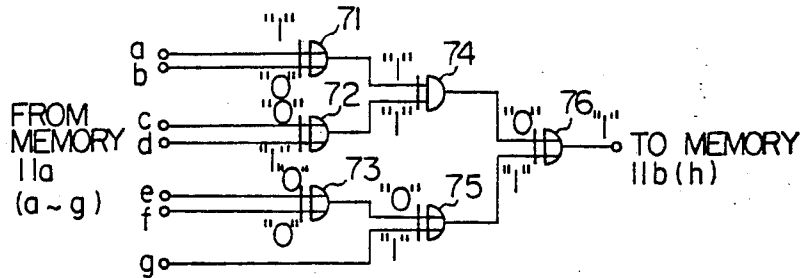 "1" 71
a
b
"0"
"0" 72
c
d
"1"
"1" 74
"1"
FROM
MEMORY
11a
(a ~ g)
"0" 73
e
f
"0"
g
"0" 75
"1"
"0" 76
"1"
"1"
TO MEMORY
11b (h)